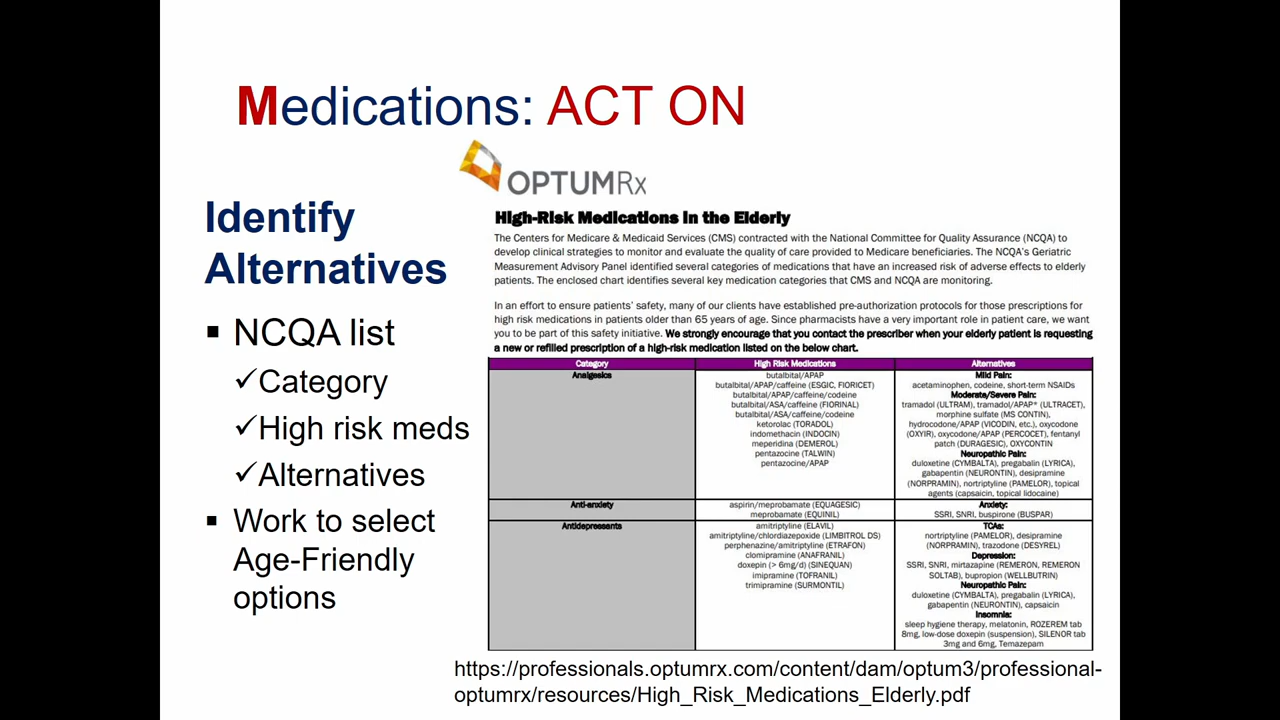 Medications: ACT ON
Identify
Alternatives
▪ NCQA list
✓Category
✓High risk meds
✓Alternatives
▪ Work to select
Age-Friendly
options
OPTUMRx
High-Risk Medications in the Elderly
The Centers for Medicare & Medicaid Services (CMS) contracted with the National Committee for Quality Assurance (NCQA) to
develop clinical strategies to monitor and evaluate the quality of care provided to Medicare beneficiaries. The NCQA's Geriatric
Measurement Advisory Panel identified several categories of medications that have an increased risk of adverse effects to elderly
patients. The enclosed chart identifies several key medication categories that CMS and NCQA are monitoring.
In an effort to ensure patients' safety, many of our clients have established pre-authorization protocols for those prescriptions for
high risk medications in patients older than 65 years of age. Since pharmacists have a very important role in patient care, we want
you to be part of this safety initiative. We strongly encourage that you contact the prescriber when your elderly patient is requesting
a new or refilled prescription of a high-risk medication listed on the below chart.
Category
High Risk Medications
Alternatives
Analgesics
butalbital/APAP
butalbital/APAP/caffeine (ESGIC, FIORICET)
butalbital/APAP/caffeine/codeine
butalbital/ASA/caffeine (FIORINAL)
butalbital/ASA/caffeine/codeine
ketorolac (TORADOL)
indomethacin (INDOCIN)
meperidine (DEMEROL)
pentazocine (TALWIN)
pentazocine/APAP
Mild Pain:
acetaminophen, codeine, short-term NSAIDs
Moderate/Severe Pain:
tramadol (ULTRAM), tramadol/APAP* (ULTRACET),
morphine sulfate (MS CONTIN),
hydrocodone/APAP (VICODIN, etc.), oxycodone
(OXYIR), oxycodone/APAP (PERCOCET), fentanyl
patch (DURAGESIC), OXYCONTIN
Neuropathic Pain:
duloxetine (CYMBALTA), pregabalin (LYRICA),
gabapentin (NEURONTIN), desipramine
(NORPRAMIN), nortriptyline (PAMELOR), topical
agents (capsaicin, topical lidocaine)
Anti-anxiety
aspirin/meprobamate (EQUAGESIC)
meprobamate (EQUINIL)
Anxiety:
SSRI, SNRI, buspirone (BUSPAR)
Antidepressants
amitriptyline (ELAVIL)
amitriptyline/chlordiazepoxide (LIMBITROL DS)
perphenazine/amitriptyline (ETRAFON)
clomipramine (ANAFRANIL)
doxepin (> 6mg/d) (SINEQUAN)
imipramine (TOFRANIL)
trimipramine (SURMONTIL)
TCAs:
nortriptyline (PAMELOR), desipramine
(NORPRAMIN), trazodone (DESYREL)
Depression:
SSRI, SNRI, mirtazapine (REMERON, REMERON
SOLTAB), bupropion (WELLBUTRIN)
Neuropathic Pain:
duloxetine (CYMBALTA), pregabalin (LYRICA),
gabapentin (NEURONTIN), capsaicin
Insomnia:
sleep hygiene therapy, melatonin, ROZEREM tab
8mg, low-dose doxepin (suspension), SILENOR tab
3mg and 6mg, Temazepam
https://professionals.optumrx.com/content/dam/optum3/professional-
optumrx/resources/High_Risk_Medications_Elderly.pdf